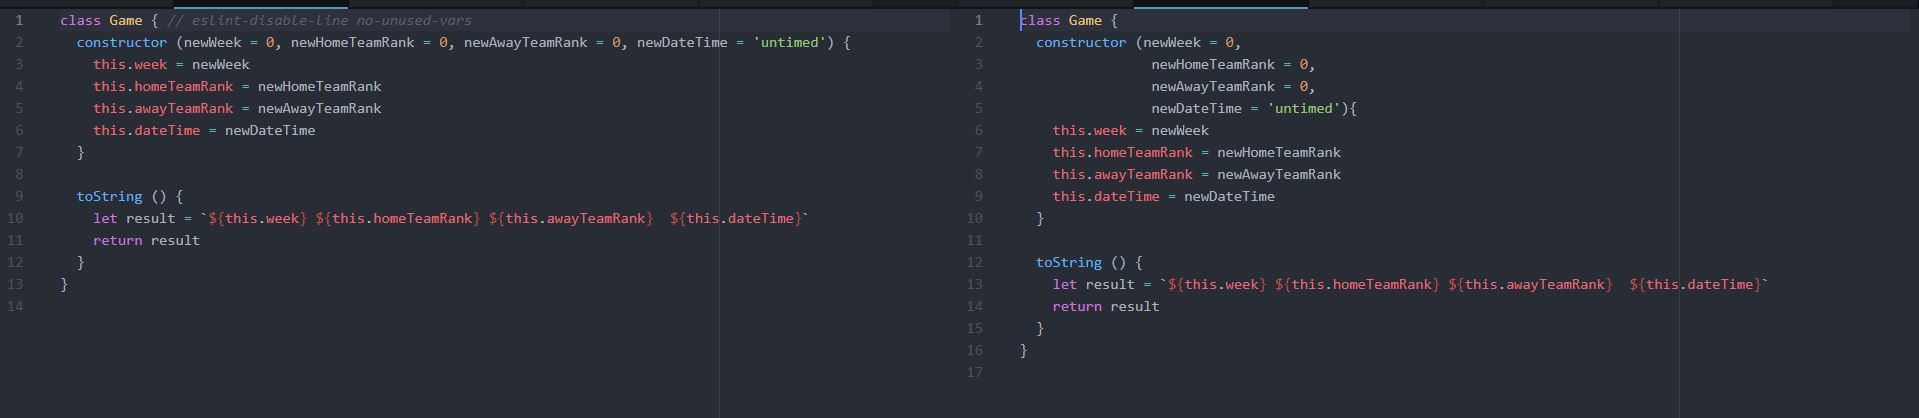 1 class Game { // eslint-disable-line no-unused-vars
2   constructor (newWeek = 0, newHomeTeamRank = 0, newAwayTeamRank = 0, newDateTime = 'untimed') {
3     this.week = newWeek
4     this.homeTeamRank = newHomeTeamRank
5     this.awayTeamRank = newAwayTeamRank
6     this.dateTime = newDateTime
7   }
8
9   toString () {
10     let result = `${this.week} ${this.homeTeamRank} ${this.awayTeamRank}  ${this.dateTime}`
11     return result
12   }
13 }
14
1 class Game {
2   constructor (newWeek = 0,
3                 newHomeTeamRank = 0,
4                 newAwayTeamRank = 0,
5                 newDateTime = 'untimed'){
6     this.week = newWeek
7     this.homeTeamRank = newHomeTeamRank
8     this.awayTeamRank = newAwayTeamRank
9     this.dateTime = newDateTime
10   }
11
12   toString () {
13     let result = `${this.week} ${this.homeTeamRank} ${this.awayTeamRank}  ${this.dateTime}`
14     return result
15   }
16 }
17